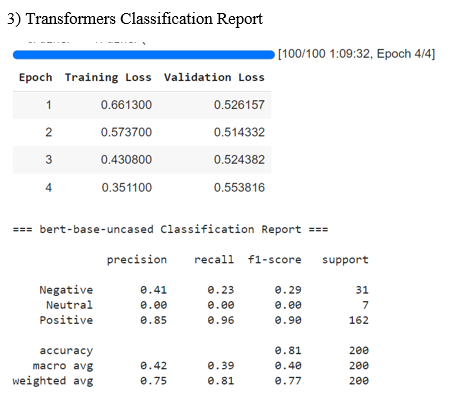 3) Transformers Classification Report
[100/100 1:09:32, Epoch 4/4]
Epoch Training Loss Validation Loss
1 0.661300 0.526157
2 0.573700 0.514332
3 0.430800 0.524382
4 0.351100 0.553816
=== bert-base-uncased Classification Report ===
precision recall f1-score support
Negative 0.41 0.23 0.29 31
Neutral 0.00 0.00 0.00 7
Positive 0.85 0.96 0.90 162
accuracy 0.81 200
macro avg 0.42 0.39 0.40 200
weighted avg 0.75 0.81 0.77 200